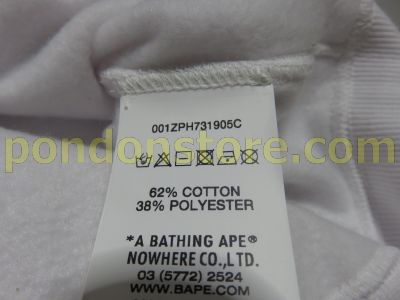 001ZPH731905C
pondonstore.com
62% COTTON
38% POLYESTER
*A BATHING APE®
NOWHERE CO.,LTD.
03 (5772) 2524
WWW.BAPE.COM